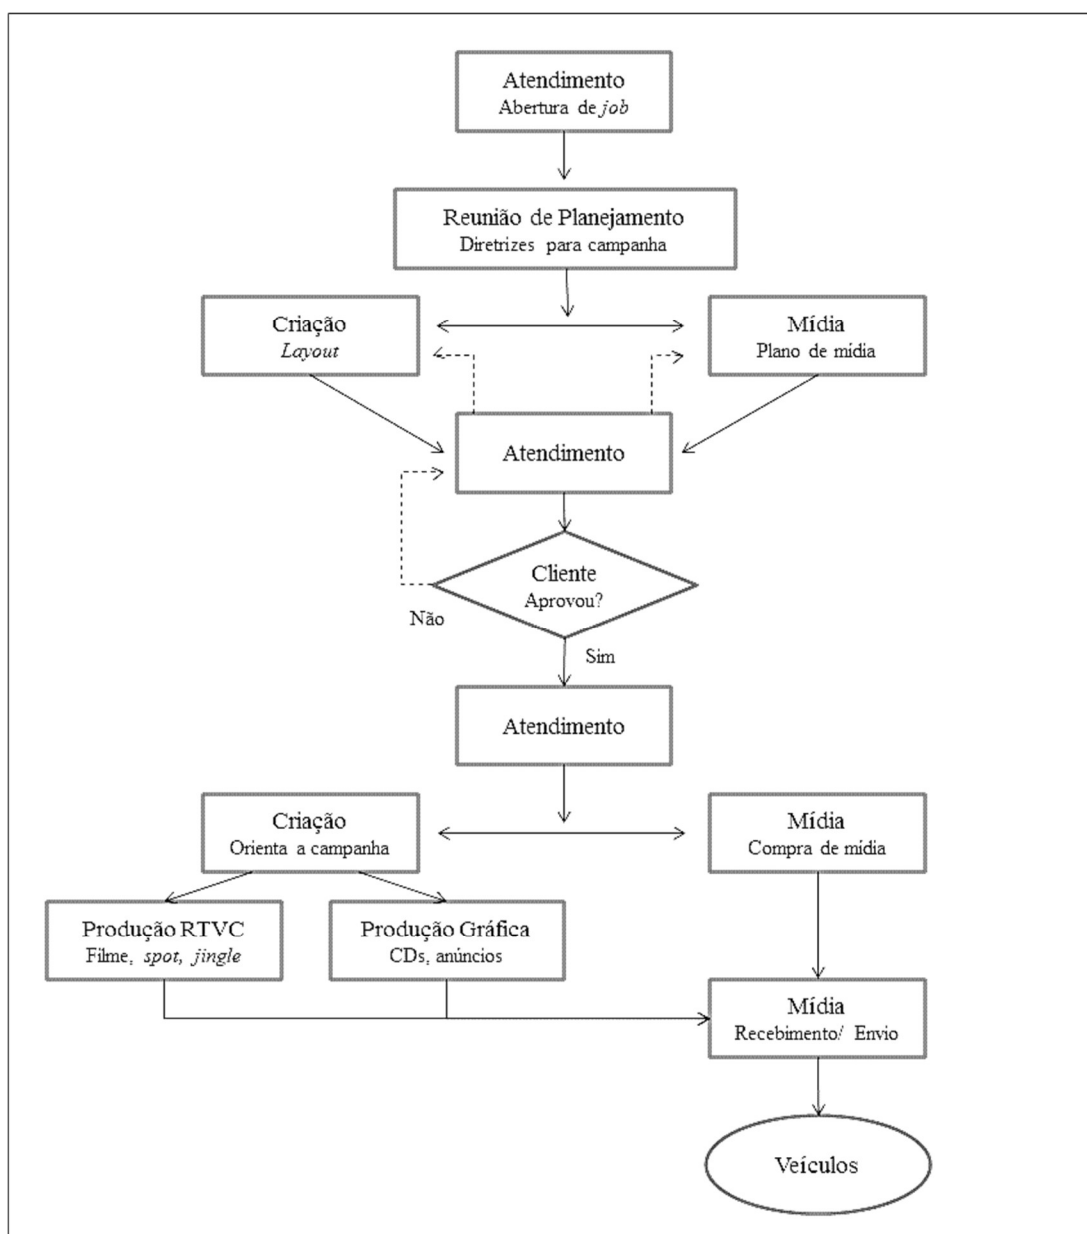 Atendimento
Abertura de job
Reunião de Planejamento
Diretrizes para campanha
Criação
Layout
Mídia
Plano de mídia
Atendimento
Cliente
Aprovou?
Não
Sim
Atendimento
Criação
Orienta a campanha
Mídia
Compra de mídia
Produção RTVC
Filme, spot, jingle
Produção Gráfica
CDs, anúncios
Mídia
Recebimento/ Envio
Veículos